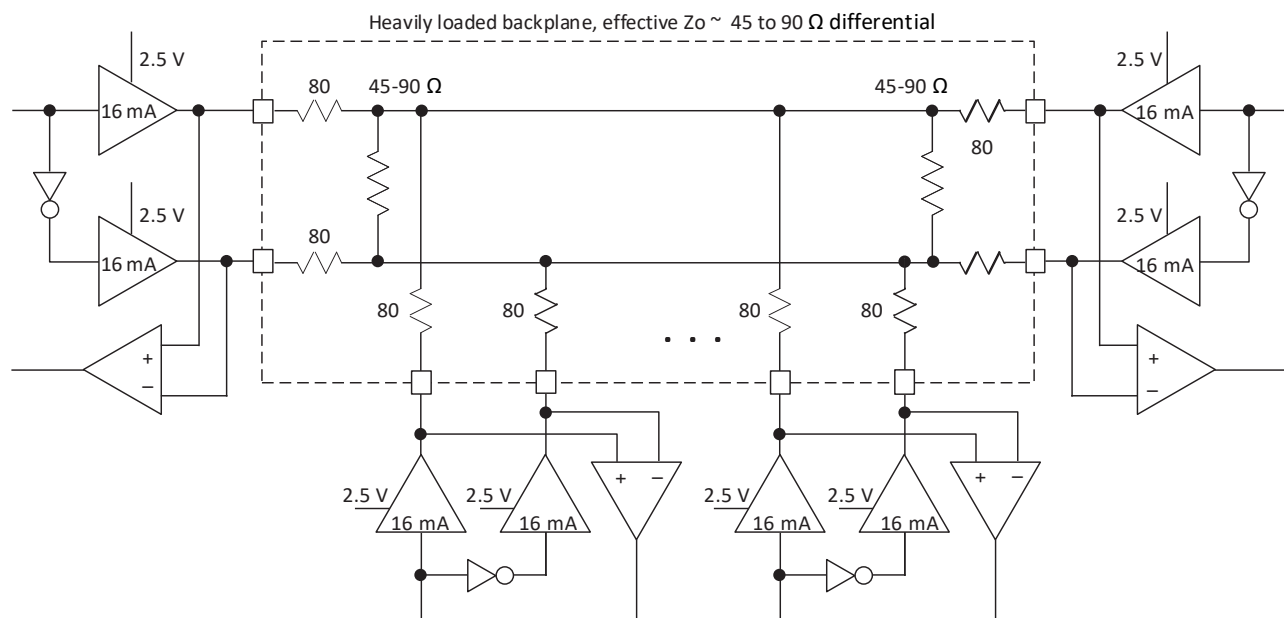 Heavily loaded backplane, effective Zo ~ 45 to 90 Ω differential
2.5 V
16 mA
80
45-90 Ω
45-90 Ω
80
2.5 V
16 mA
2.5 V
16 mA
80
2.5 V
16 mA
80
80
80
80
. . .
+
−
+
−
2.5 V
16 mA
2.5 V
16 mA
+ −
2.5 V
16 mA
2.5 V
16 mA
+ −